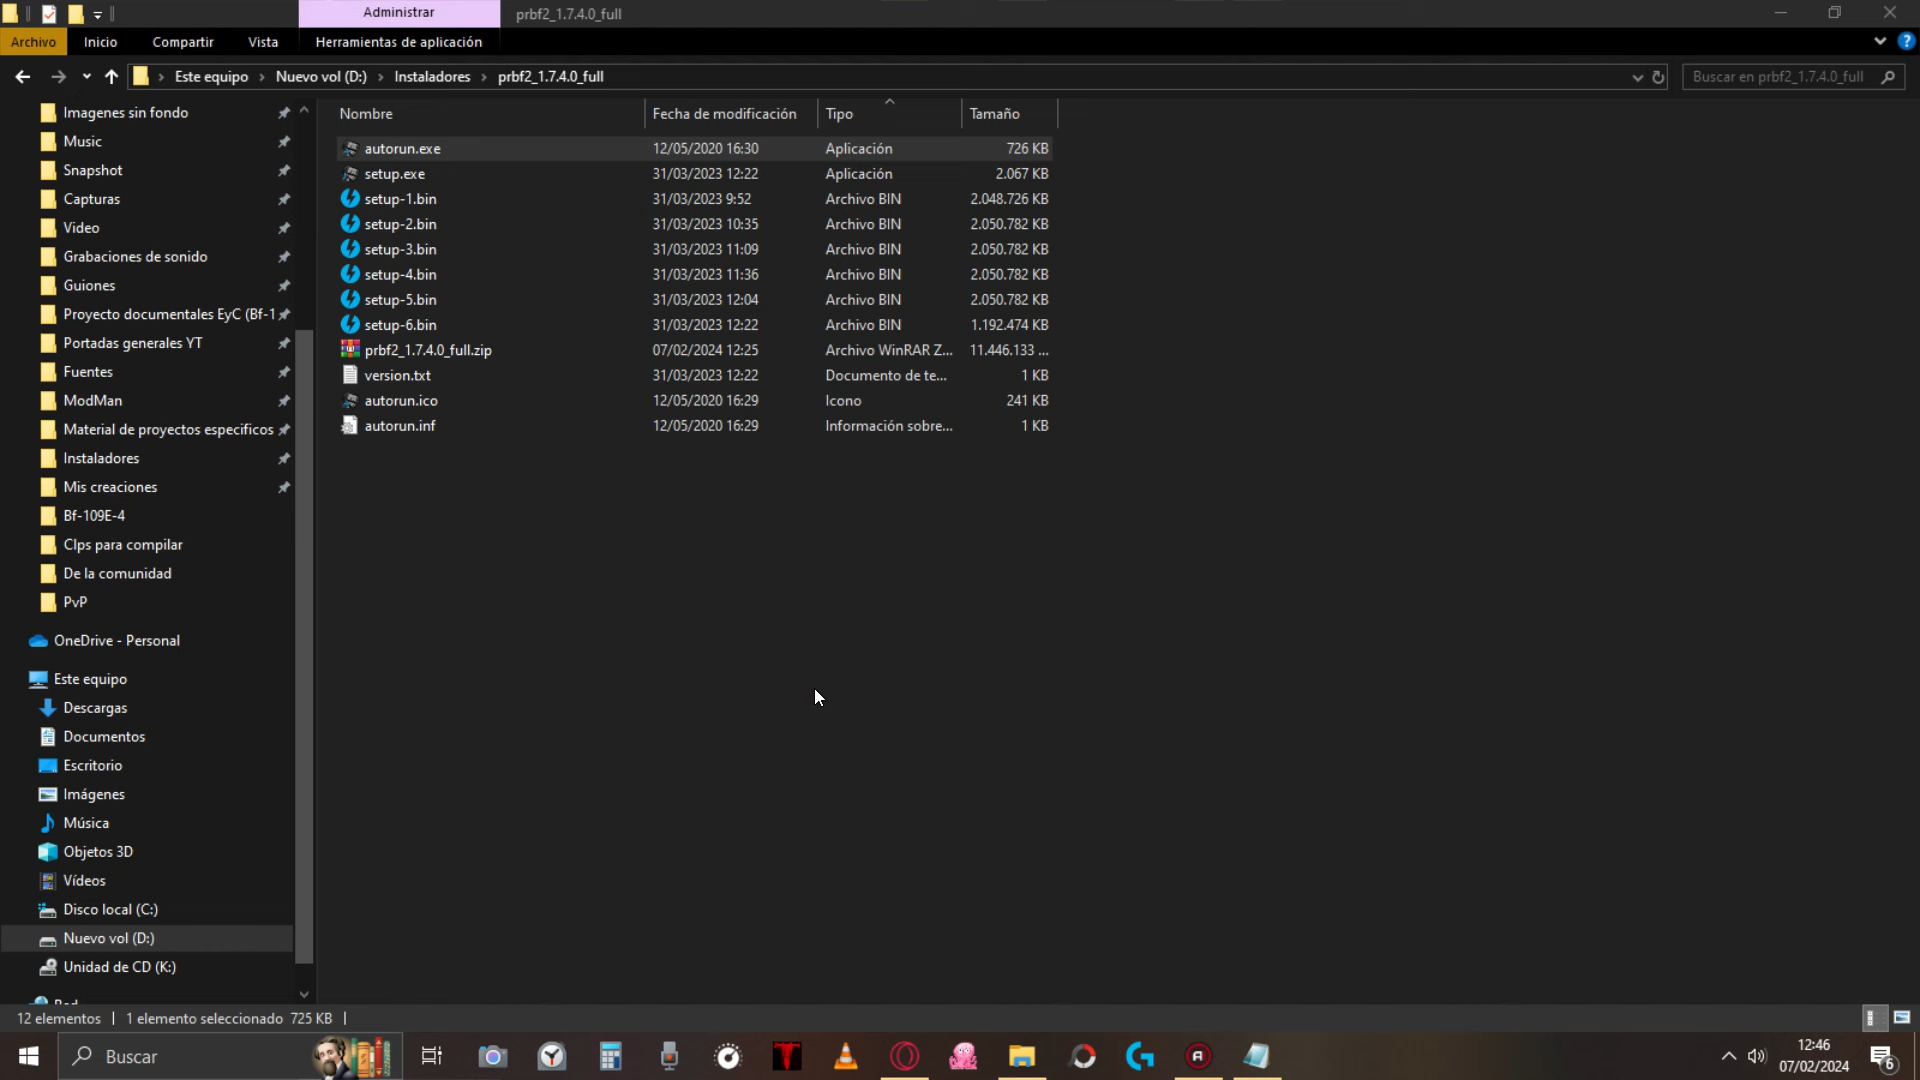 Administrar
prbf2_1.7.4.0_full
Archivo
Inicio
Compartir
Vista
Herramientas de aplicación
Este equipo > Nuevo vol (D:) > Instaladores > prbf2_1.7.4.0_full
Buscar en prbf2_1.7.4.0_full
Imagenes sin fondo
Music
Snapshot
Capturas
Video
Grabaciones de sonido
Guiones
Proyecto documentales EyC (Bf-1
Portadas generales YT
Fuentes
ModMan
Material de proyectos especificos
Instaladores
Mis creaciones
Bf-109E-4
Clps para compilar
De la comunidad
PvP
OneDrive - Personal
Este equipo
Descargas
Documentos
Escritorio
Imágenes
Música
Objetos 3D
Vídeos
Disco local (C:)
Nuevo vol (D:)
Unidad de CD (K:)
Red
Nombre Fecha de modificación Tipo Tamaño
autorun.exe 12/05/2020 16:30 Aplicación 726 KB
setup.exe 31/03/2023 12:22 Aplicación 2.067 KB
setup-1.bin 31/03/2023 9:52 Archivo BIN 2.048.726 KB
setup-2.bin 31/03/2023 10:35 Archivo BIN 2.050.782 KB
setup-3.bin 31/03/2023 11:09 Archivo BIN 2.050.782 KB
setup-4.bin 31/03/2023 11:36 Archivo BIN 2.050.782 KB
setup-5.bin 31/03/2023 12:04 Archivo BIN 2.050.782 KB
setup-6.bin 31/03/2023 12:22 Archivo BIN 1.192.474 KB
prbf2_1.7.4.0_full.zip 07/02/2024 12:25 Archivo WinRAR Z... 11.446.133 ...
version.txt 31/03/2023 12:22 Documento de te... 1 KB
autorun.ico 12/05/2020 16:29 Icono 241 KB
autorun.inf 12/05/2020 16:29 Información sobre... 1 KB
12 elementos | 1 elemento seleccionado 725 KB |
Buscar
12:46
07/02/2024
6